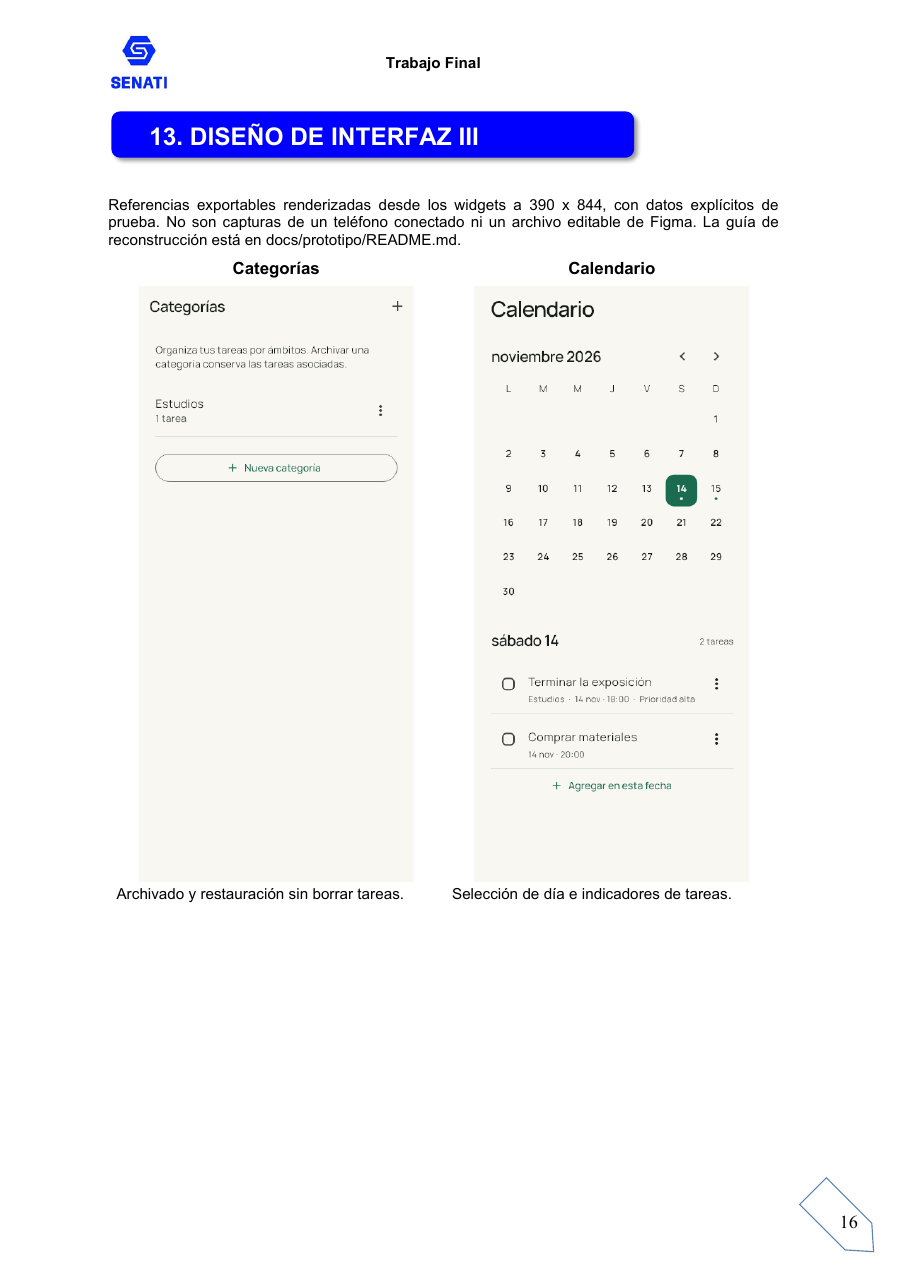 SENATI
Trabajo Final
13. DISEÑO DE INTERFAZ III
Referencias exportables renderizadas desde los widgets a 390 x 844, con datos explícitos de
prueba. No son capturas de un teléfono conectado ni un archivo editable de Figma. La guía de
reconstrucción está en docs/prototipo/README.md.
Categorías
Categorías +
Organiza tus tareas por ámbitos. Archivar una
categoría conserva las tareas asociadas.
Estudios
1 tarea
+ Nueva categoría
Archivado y restauración sin borrar tareas.
Calendario
Calendario
noviembre 2026 < >
L M M J V S D
1
2 3 4 5 6 7 8
9 10 11 12 13 14 15
16 17 18 19 20 21 22
23 24 25 26 27 28 29
30
sábado 14 2 tareas
Terminar la exposición
Estudios · 14 nov · 18:00 · Prioridad alta
Comprar materiales
14 nov · 20:00
+ Agregar en esta fecha
Selección de día e indicadores de tareas.
16